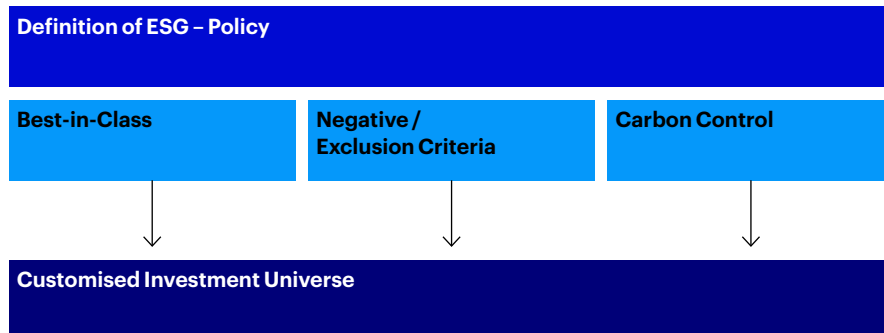 Definition of ESG – Policy
Best-in-Class
Negative /
Exclusion Criteria
Carbon Control
Customised Investment Universe